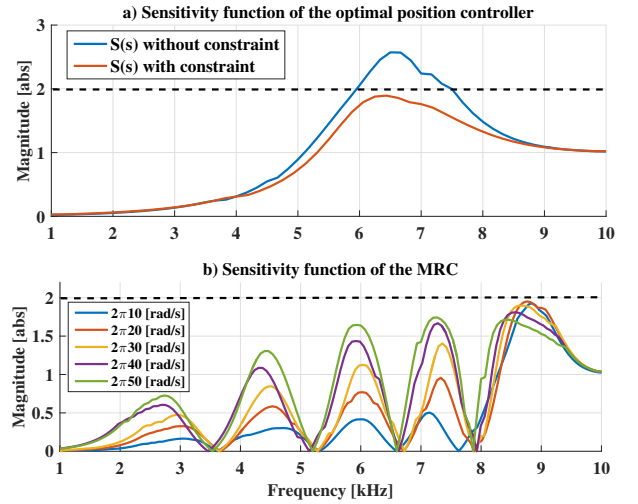 a) Sensitivity function of the optimal position controller
Magnitude [abs]
3
2
1
0
S(s) without constraint
S(s) with constraint
1 2 3 4 5 6 7 8 9 10
b) Sensitivity function of the MRC
Magnitude [abs]
2
1.5
1
0.5
0
2π10 [rad/s]
2π20 [rad/s]
2π30 [rad/s]
2π40 [rad/s]
2π50 [rad/s]
1 2 3 4 5 6 7 8 9 10
Frequency [kHz]